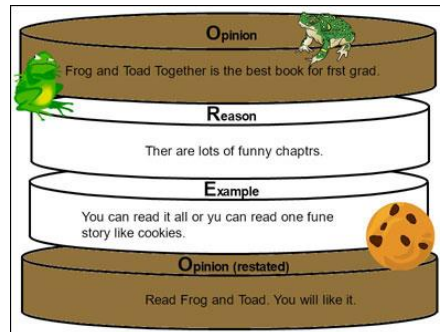 Opinion
Frog and Toad Together is the best book for frst grad.
Reason
Ther are lots of funny chaptrs.
Example
You can read it all or yu can read one fune
story like cookies.
Opinion (restated)
Read Frog and Toad. You will like it.